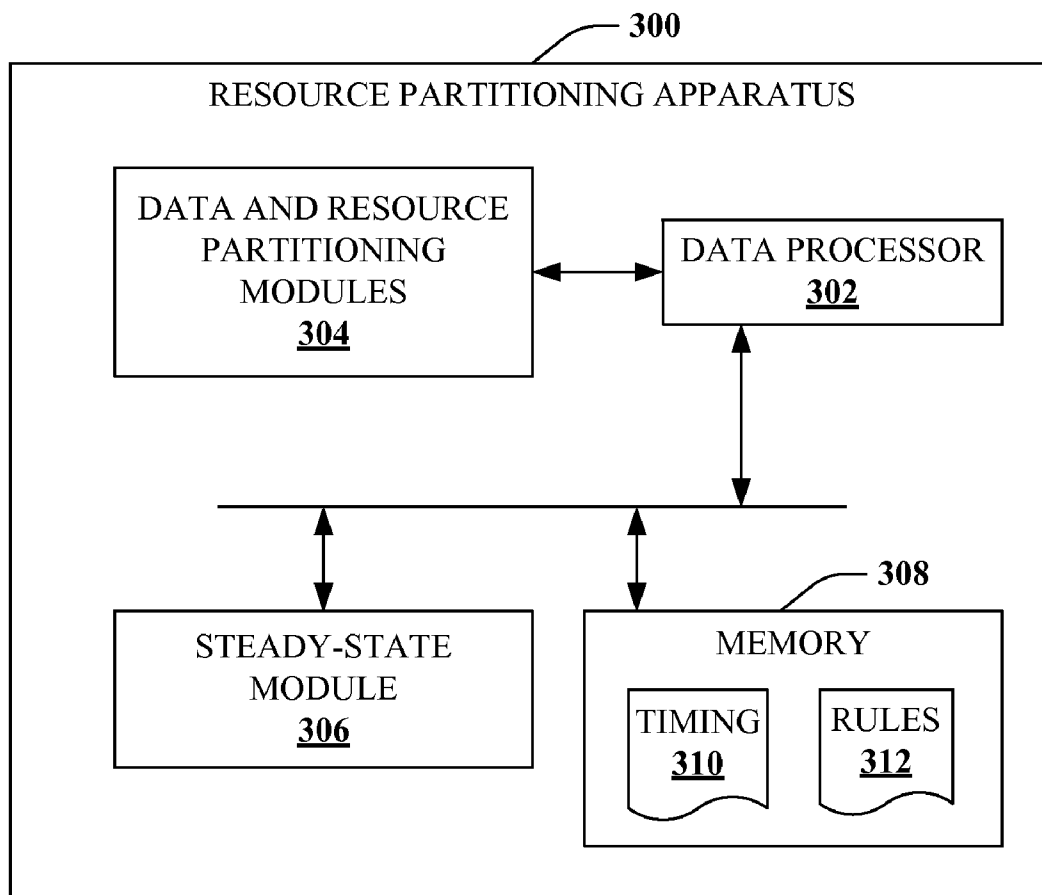 300
RESOURCE PARTITIONING APPARATUS
DATA AND RESOURCE
PARTITIONING
MODULES
304
DATA PROCESSOR
302
308
STEADY-STATE
MODULE
306
MEMORY
TIMING
310
RULES
312